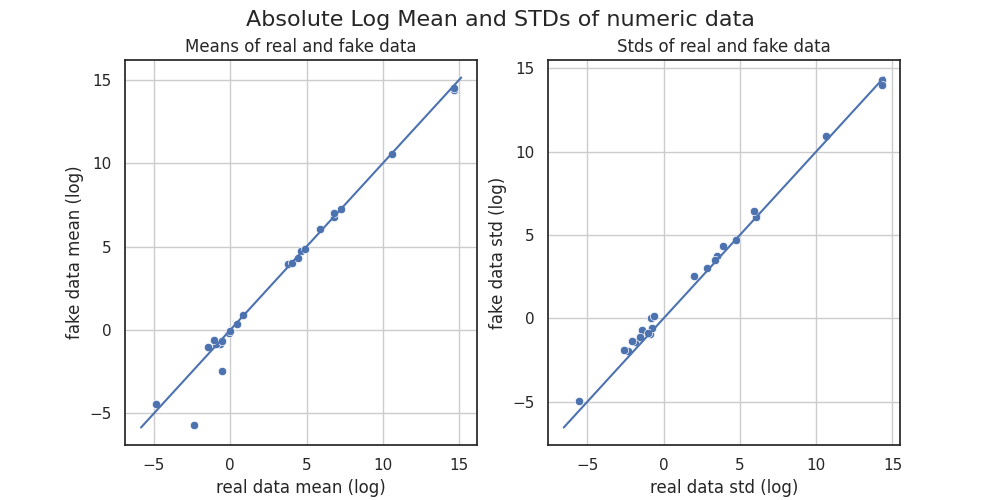 Absolute Log Mean and STDs of numeric data
Means of real and fake data
fake data mean (log)
15
10
5
0
−5
−5 0 5 10 15
real data mean (log)
Stds of real and fake data
fake data std (log)
15
10
5
0
−5
−5 0 5 10 15
real data std (log)